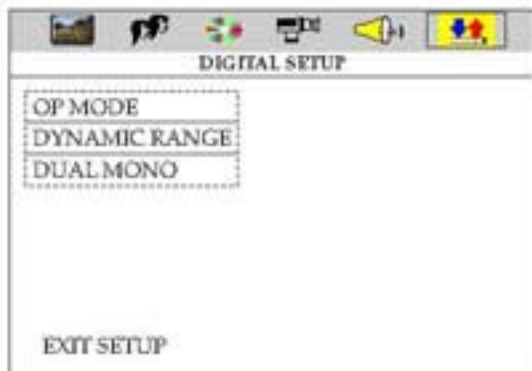 DIGITAL SETUP
OP MODE
DYNAMIC RANGE
DUAL MONO
EXIT SETUP